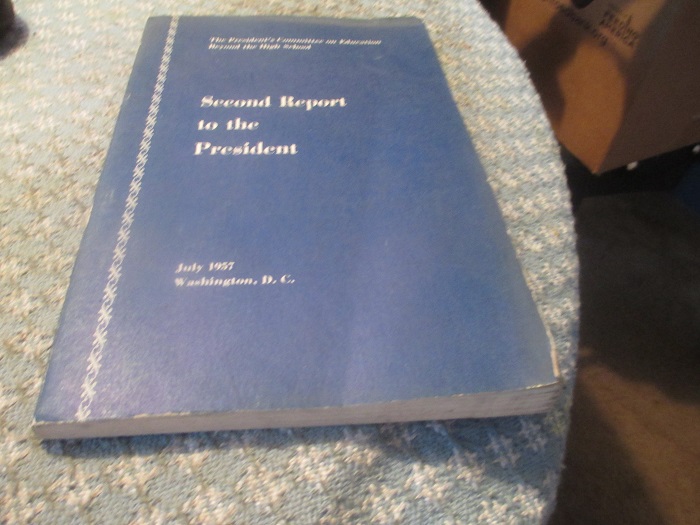 The President's Committee on Education
Beyond the High School
Second Report
to the
President
July 1957
Washington, D. C.